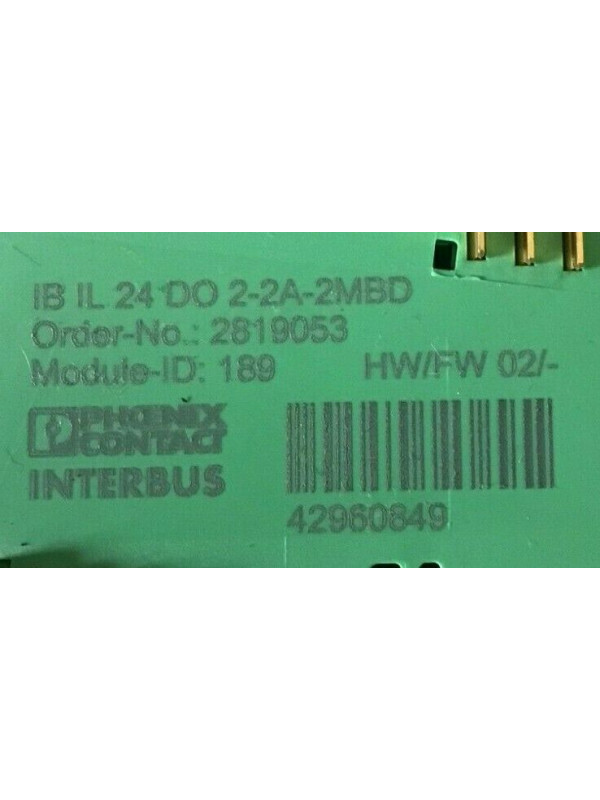 IB IL 24 DO 2-2A-2MBD
Order-No.: 2819053
Module-ID: 189 HW/FW 02/-
PHOENIX
CONTACT
INTERBUS
42960849